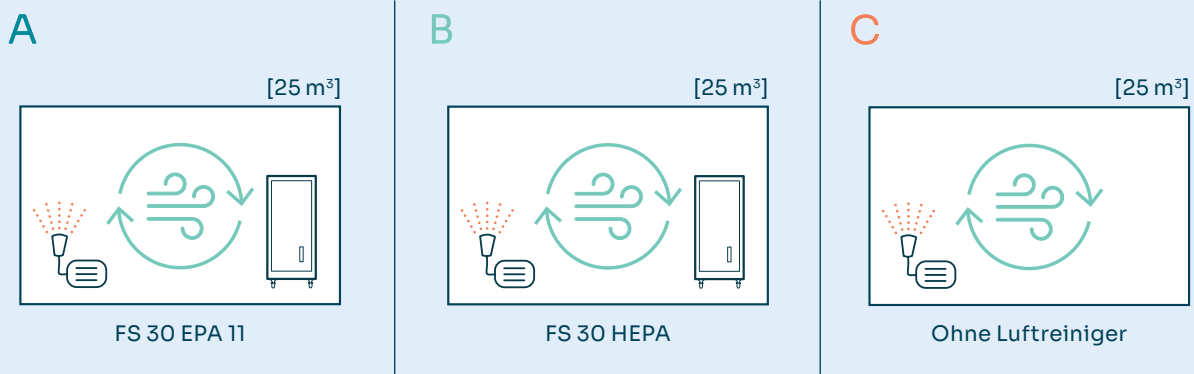 A
B
C
[25 m³]
[25 m³]
[25 m³]
FS 30 EPA 11
FS 30 HEPA
Ohne Luftreiniger